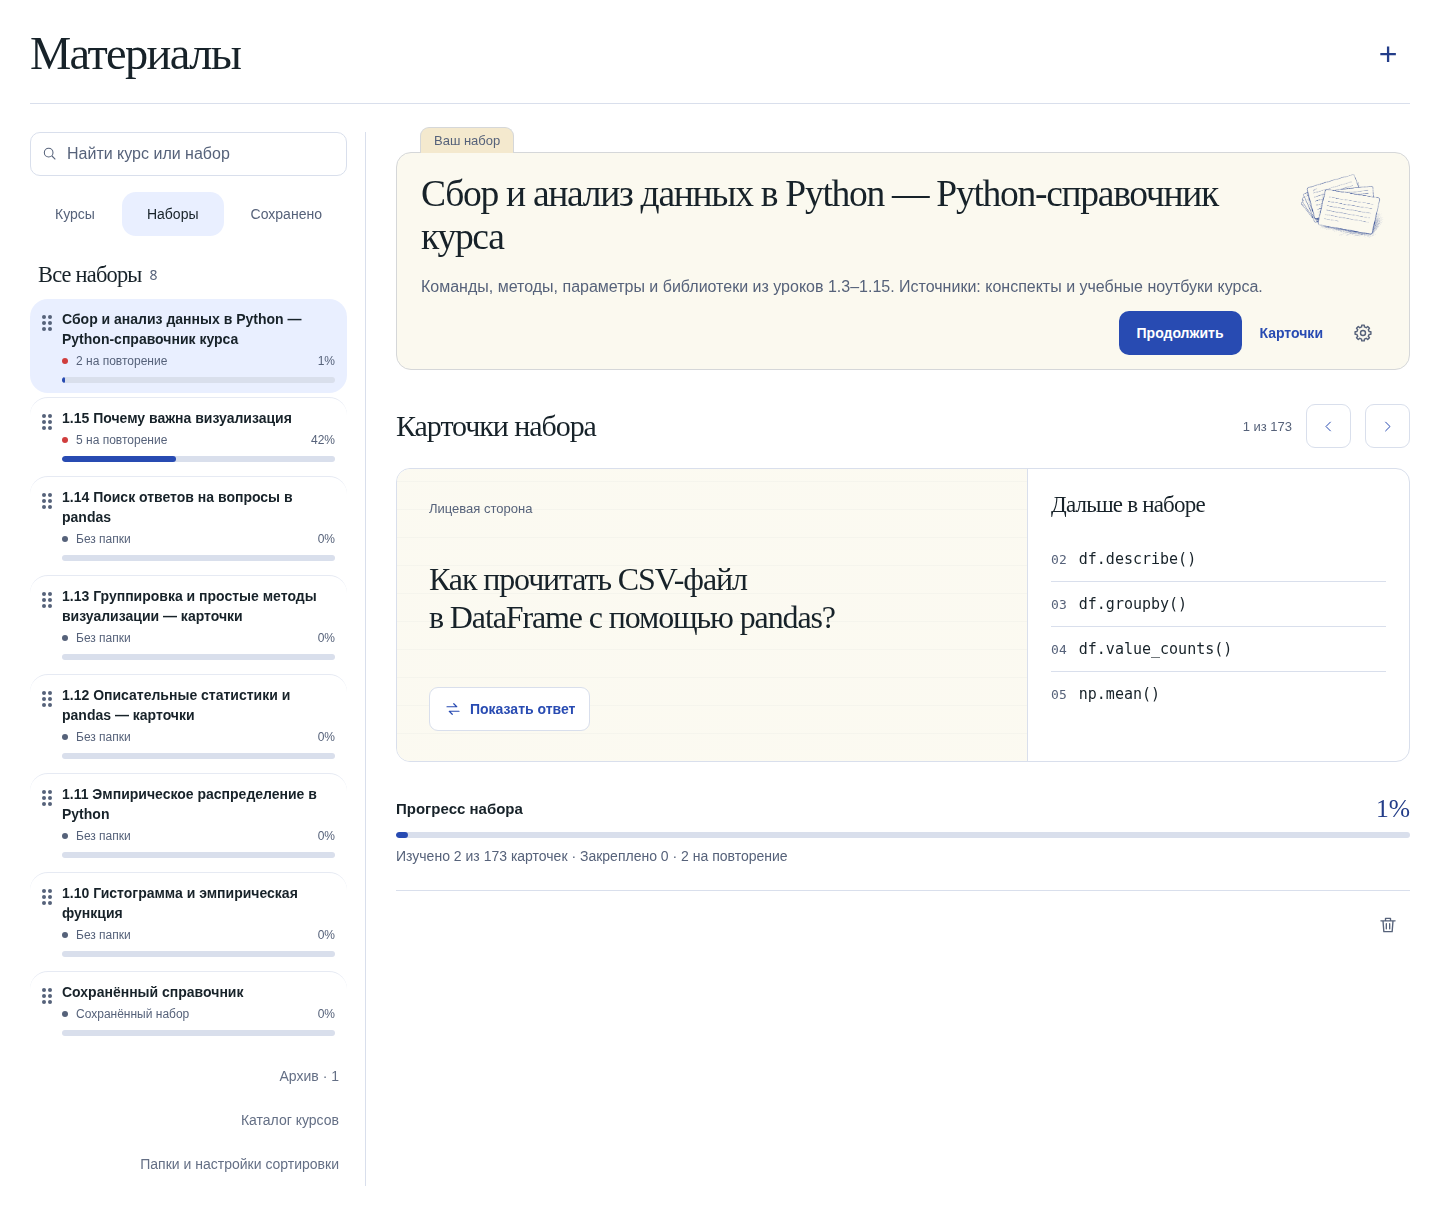 Материалы
+
Найти курс или набор
Курсы
Наборы
Сохранено
Все наборы 8
Сбор и анализ данных в Python —
Python-справочник курса
2 на повторение 1%
1.15 Почему важна визуализация
5 на повторение 42%
1.14 Поиск ответов на вопросы в
pandas
Без папки 0%
1.13 Группировка и простые методы
визуализации — карточки
Без папки 0%
1.12 Описательные статистики и
pandas — карточки
Без папки 0%
1.11 Эмпирическое распределение в
Python
Без папки 0%
1.10 Гистограмма и эмпирическая
функция
Без папки 0%
Сохранённый справочник
Сохранённый набор 0%
Архив · 1
Каталог курсов
Папки и настройки сортировки
Ваш набор
Сбор и анализ данных в Python — Python-справочник
курса
Команды, методы, параметры и библиотеки из уроков 1.3–1.15. Источники: конспекты и учебные ноутбуки курса.
Продолжить
Карточки
Карточки набора
1 из 173
Лицевая сторона
Как прочитать CSV-файл
в DataFrame с помощью pandas?
Показать ответ
Дальше в наборе
02 df.describe()
03 df.groupby()
04 df.value_counts()
05 np.mean()
Прогресс набора 1%
Изучено 2 из 173 карточек · Закреплено 0 · 2 на повторение